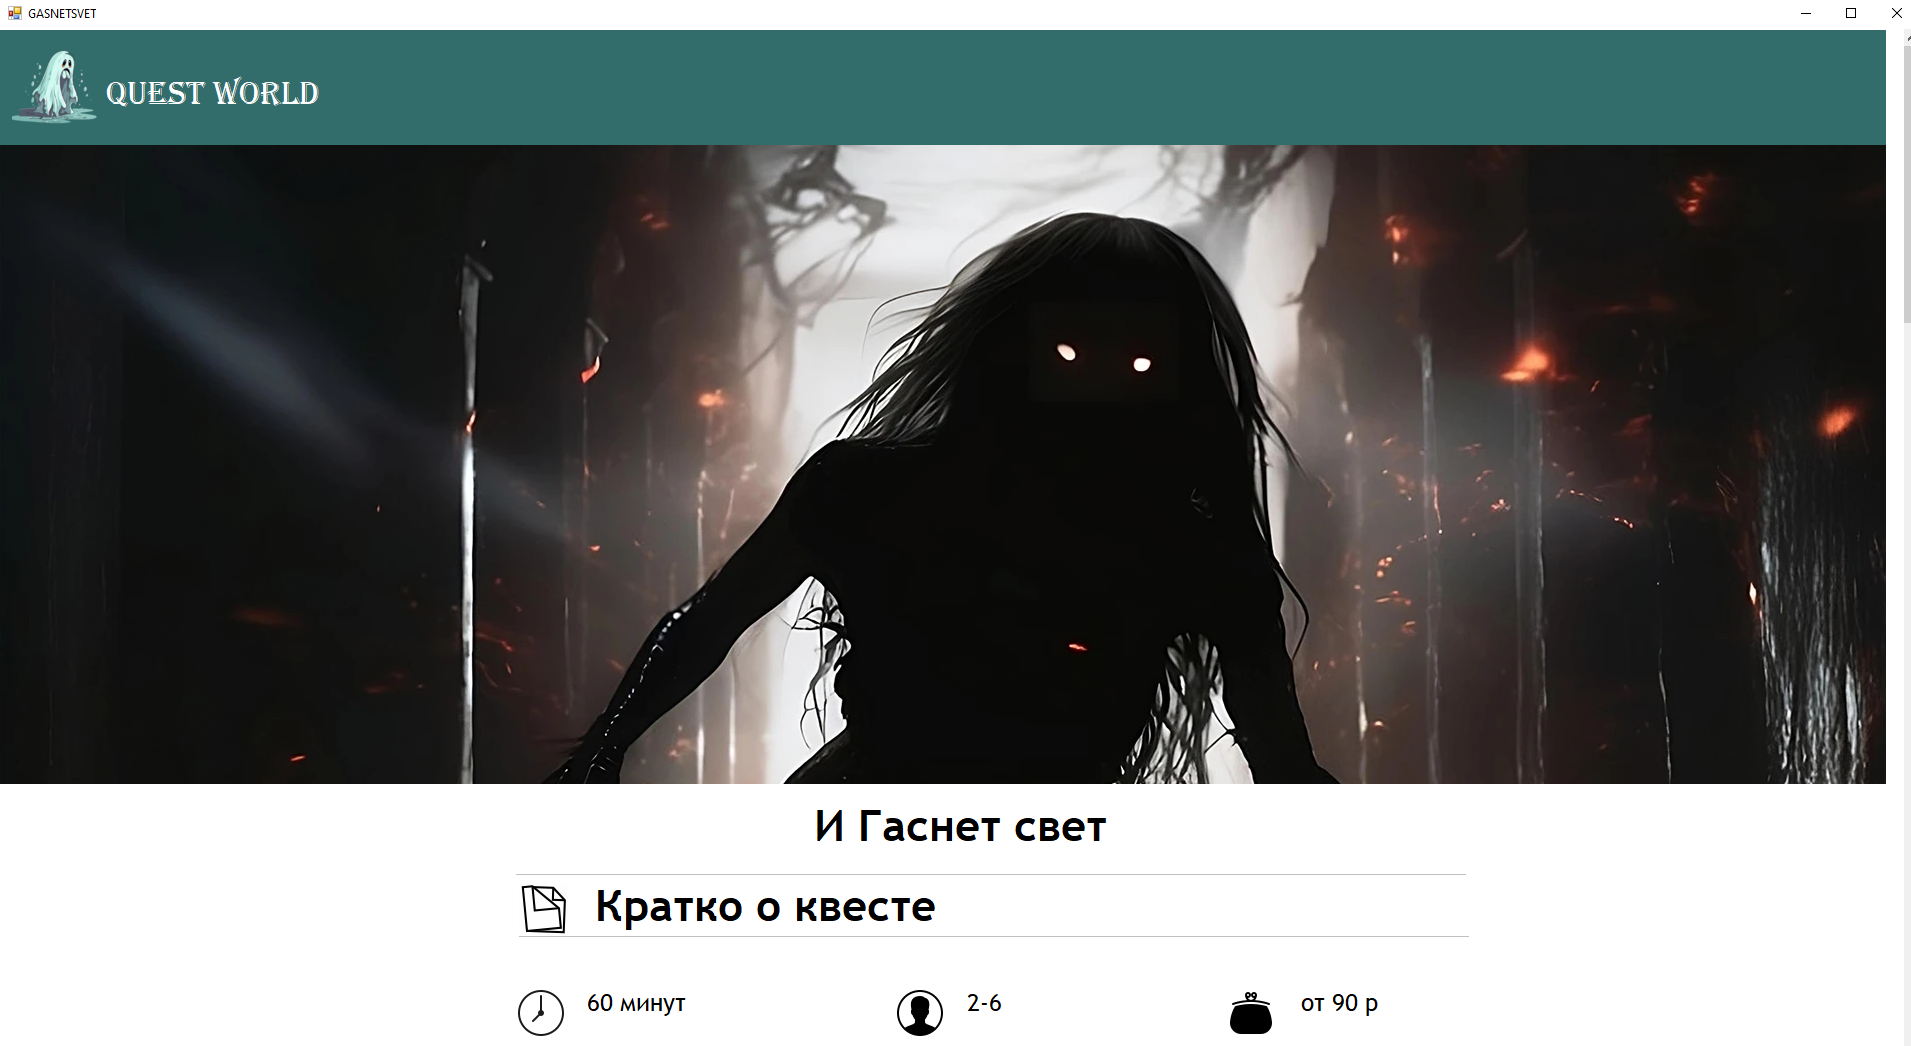 GASNETSVET
QUEST WORLD
И Гаснет свет
Кратко о квесте
60 минут
2-6
от 90 р